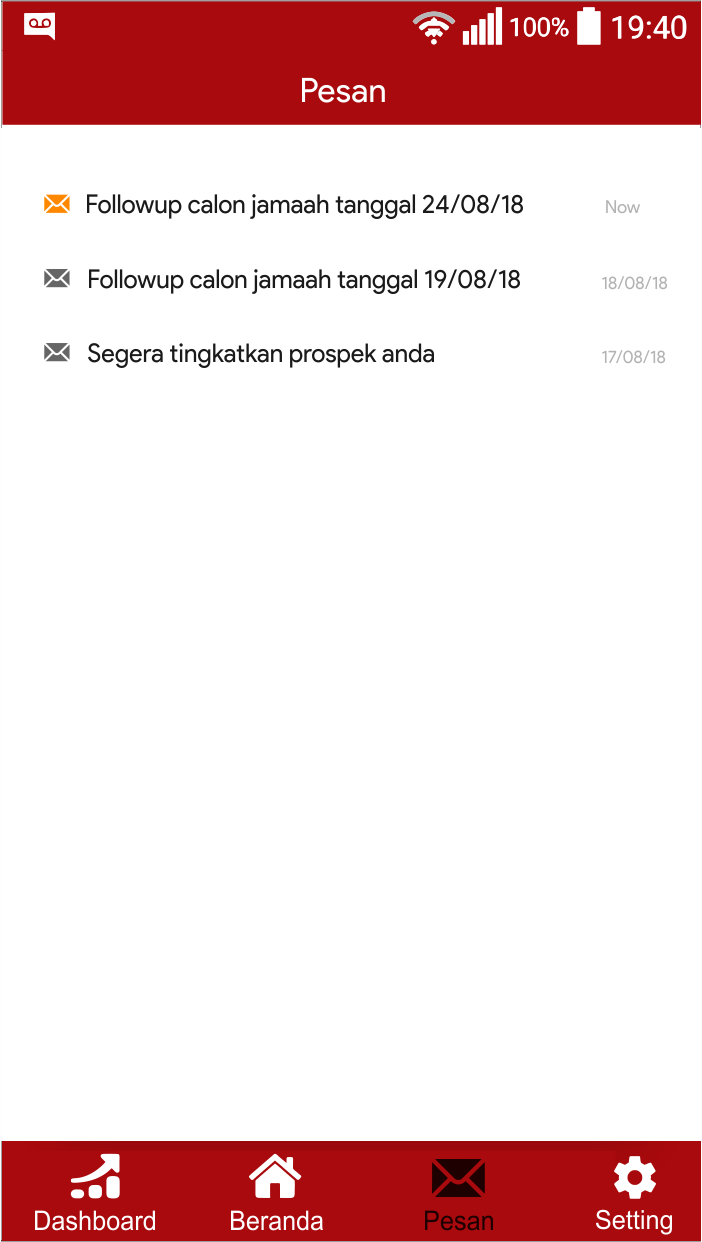 100% 19:40
Pesan
Followup calon jamaah tanggal 24/08/18 Now
Followup calon jamaah tanggal 19/08/18 18/08/18
Segera tingkatkan prospek anda 17/08/18
Dashboard Beranda Pesan Setting